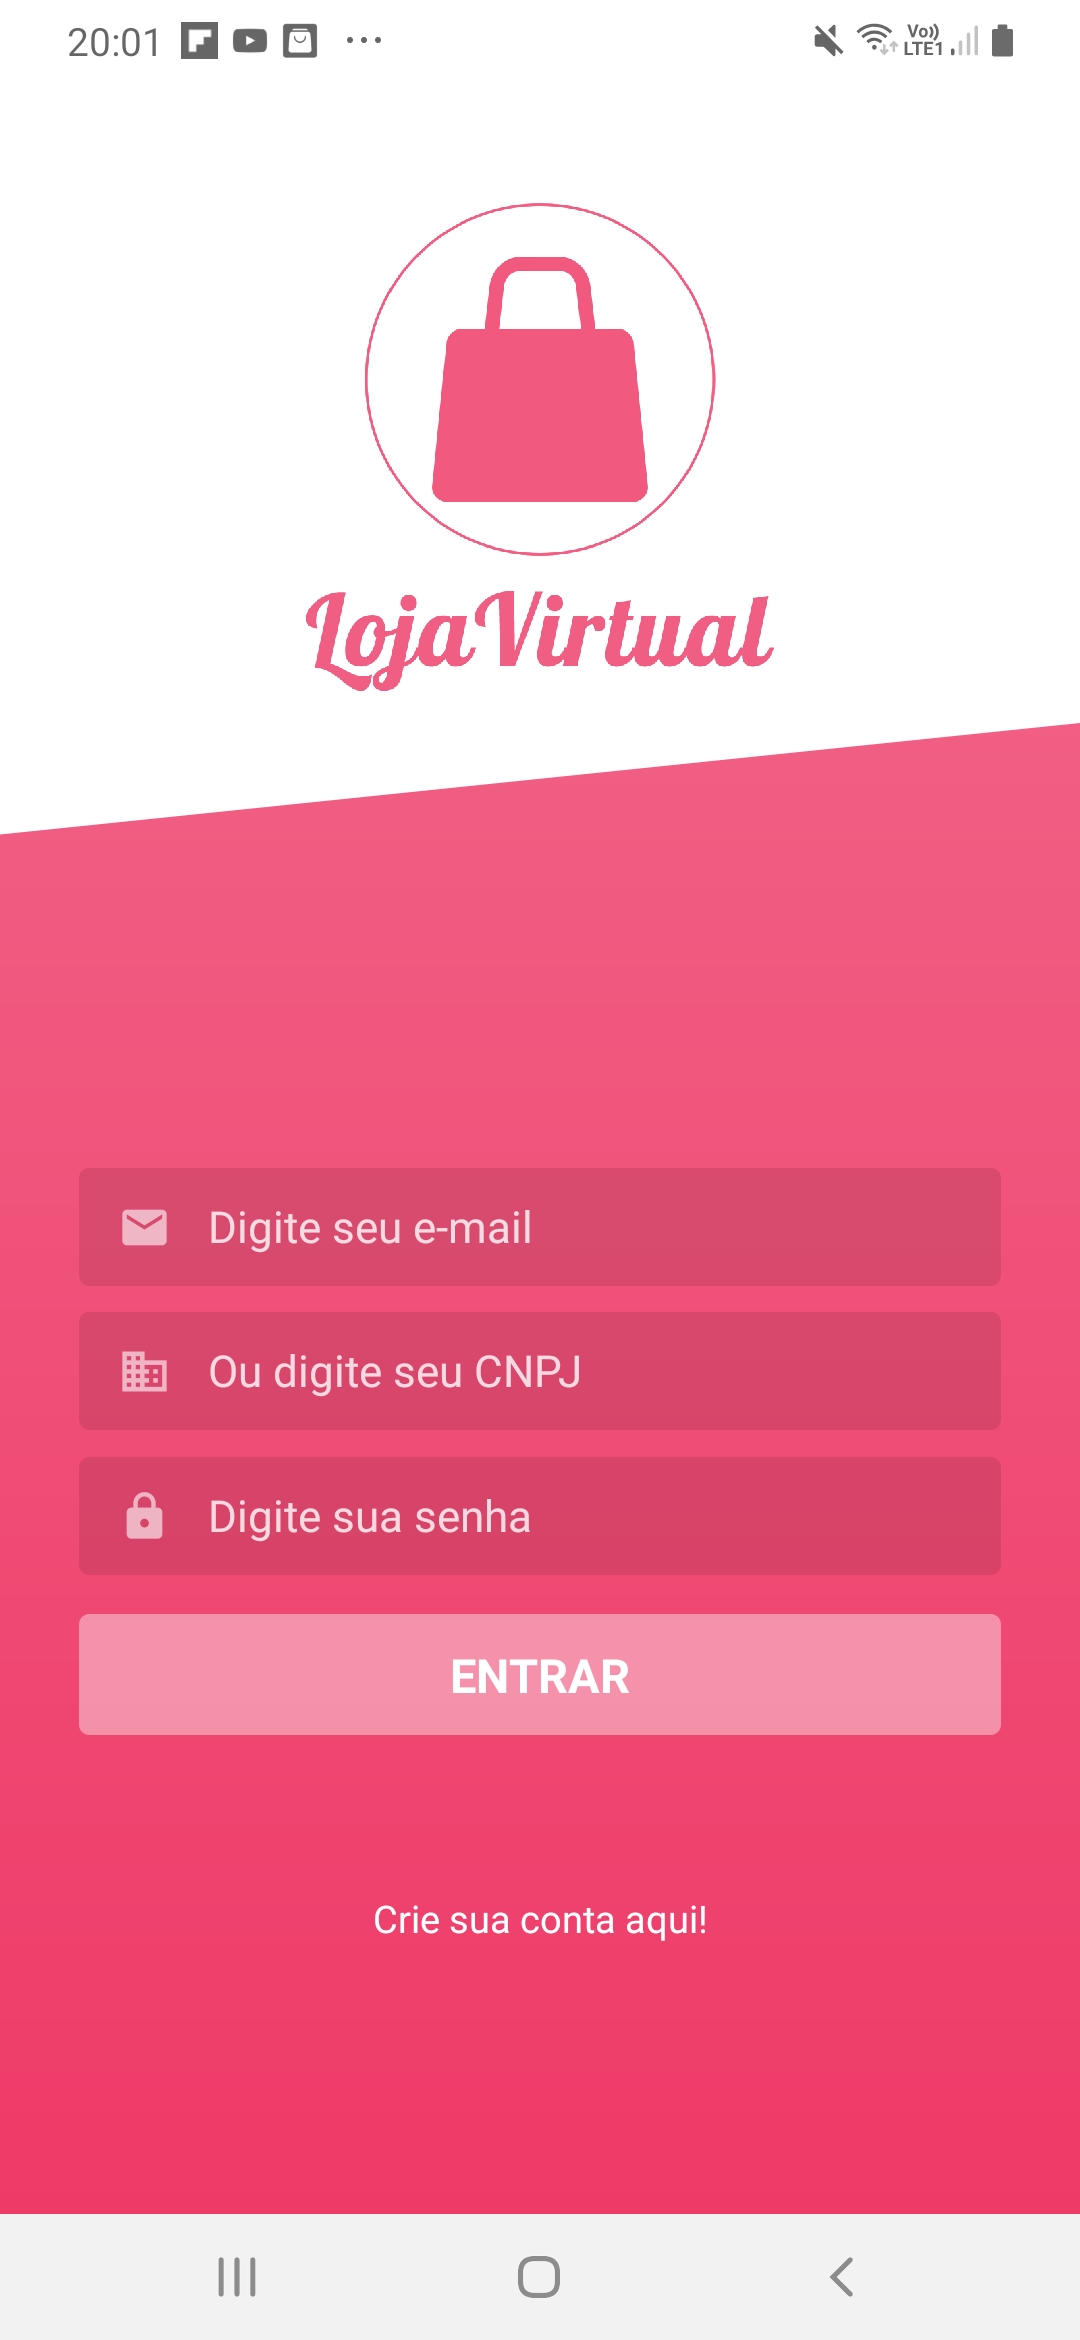 20:01
Vo)) LTE1
LojaVirtual
Digite seu e-mail
Ou digite seu CNPJ
Digite sua senha
ENTRAR
Crie sua conta aqui!